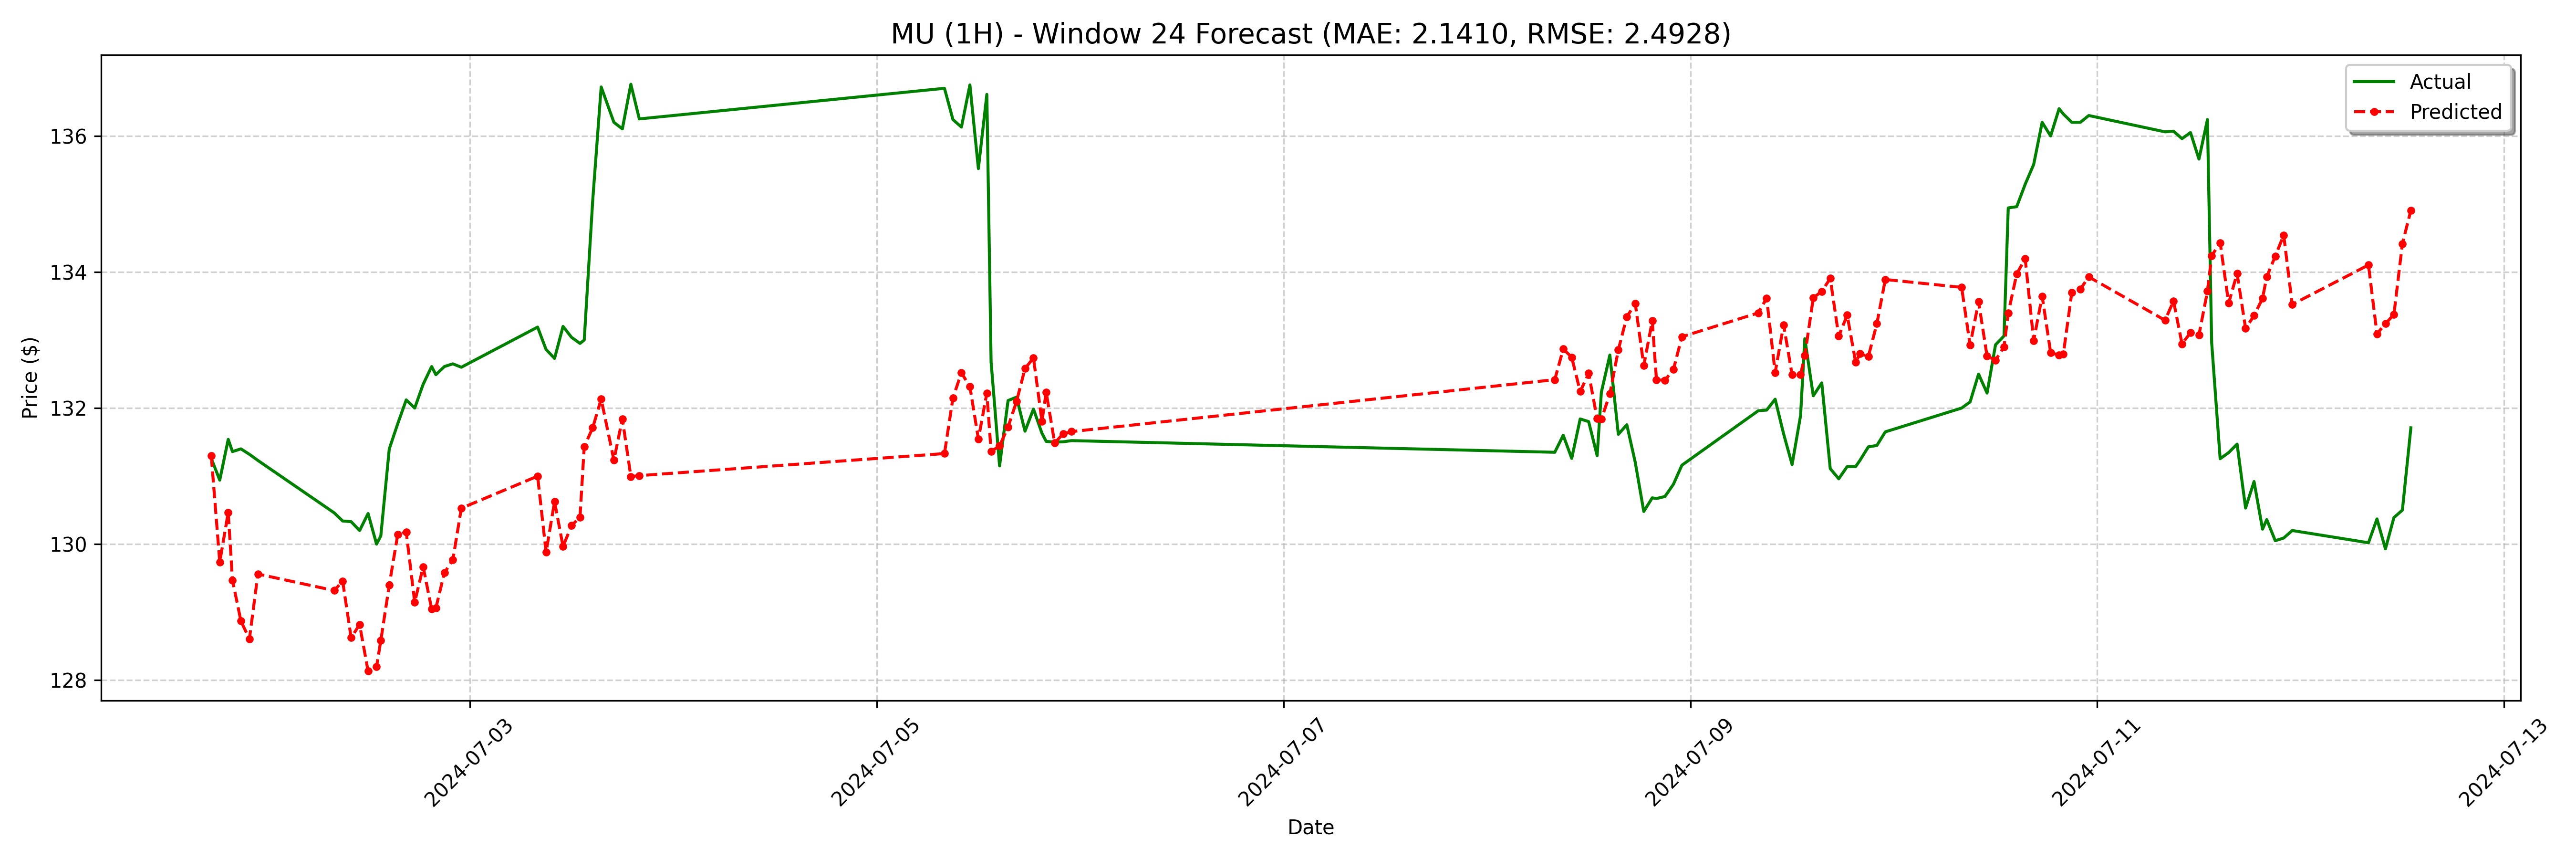 MU (1H) - Window 24 Forecast (MAE: 2.1410, RMSE: 2.4928)
Actual
Predicted
Price ($)
136
134
132
130
128
2024-07-03
2024-07-05
2024-07-07
2024-07-09
2024-07-11
2024-07-13
Date